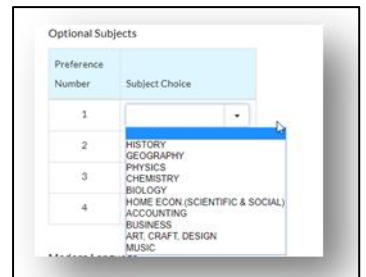 Optional Subjects
Preference
Number Subject Choice
1
2
3
4
HISTORY
GEOGRAPHY
PHYSICS
CHEMISTRY
BIOLOGY
HOME ECON (SCIENTIFIC & SOCIAL)
ACCOUNTING
BUSINESS
ART, CRAFT, DESIGN
MUSIC